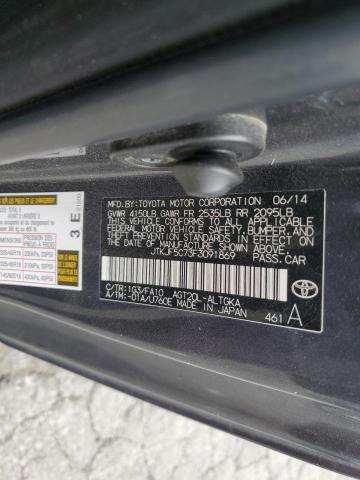 MFD. BY: TOYOTA MOTOR CORPORATION 06/14
GVWR 4150LB GAWR FR 2535LB RR 2095LB
THIS VEHICLE CONFORMS TO ALL APPLICABLE
FEDERAL MOTOR VEHICLE SAFETY, BUMPER, AND
THEFT PREVENTION STANDARDS IN EFFECT ON
THE DATE OF MANUFACTURE SHOWN ABOVE.
JTKJF5C73F3091869 PASS. CAR
C/TR: 1G3/FA10 AGT20L-ALTGKA
A/TM: -01A/U760E MADE IN JAPAN
461 A
3 E